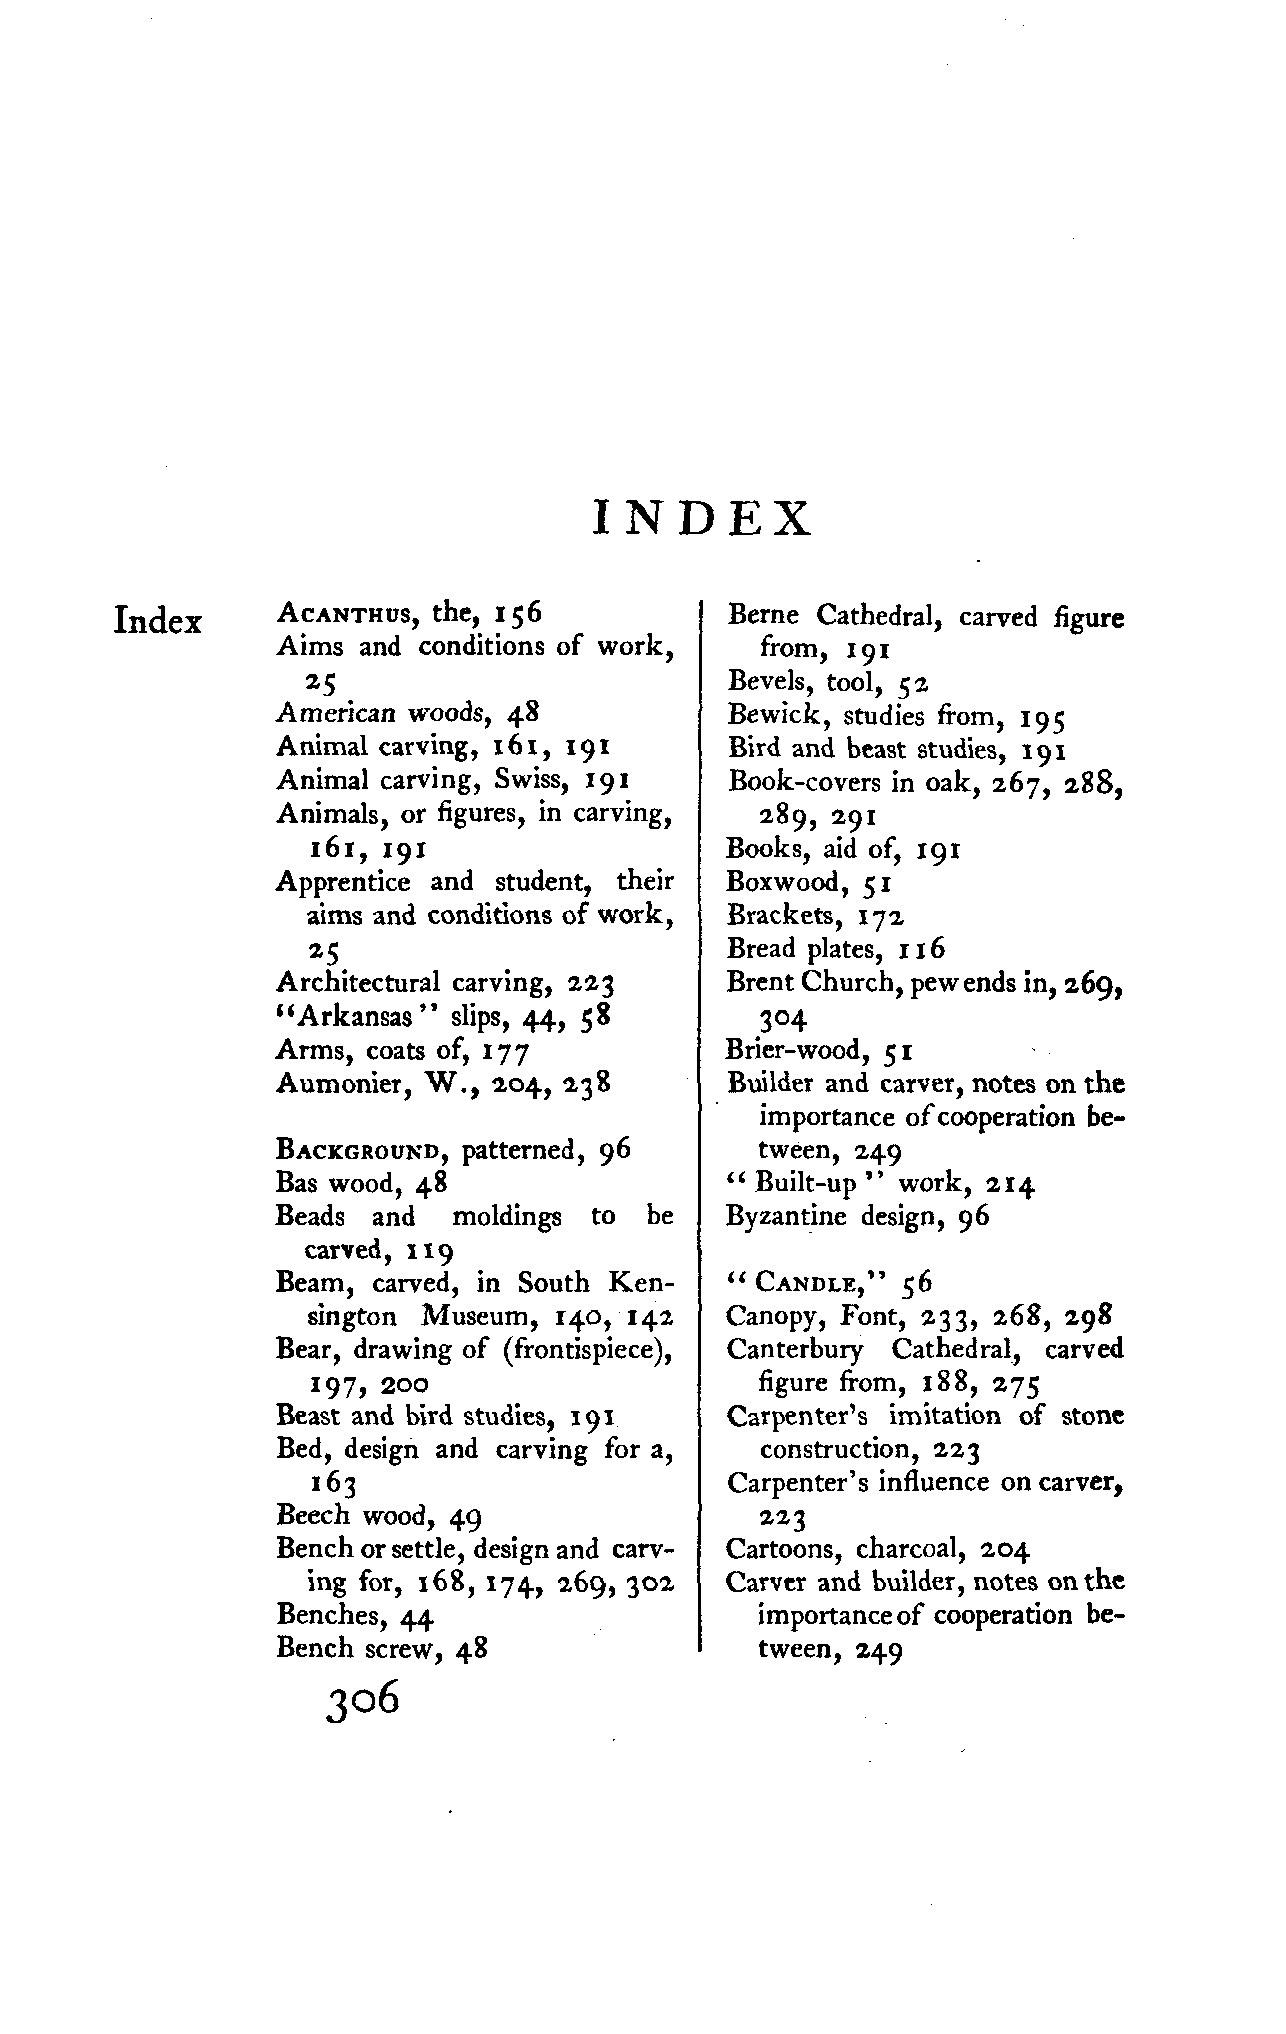 INDEX
Index
ACANTHUS, the, 156
Aims and conditions of work,
25
American woods, 48
Animal carving, 161, 191
Animal carving, Swiss, 191
Animals, or figures, in carving,
161, 191
Apprentice and student, their
aims and conditions of work,
25
Architectural carving, 223
"Arkansas" slips, 44, 58
Arms, coats of, 177
Aumonier, W., 204, 238
BACKGROUND, patterned, 96
Bas wood, 48
Beads and moldings to be
carved, 119
Beam, carved, in South Ken-
sington Museum, 140, 142
Bear, drawing of (frontispiece),
197, 200
Beast and bird studies, 191
Bed, design and carving for a,
163
Beech wood, 49
Bench or settle, design and carv-
ing for, 168, 174, 269, 302
Benches, 44
Bench screw, 48
Berne Cathedral, carved figure
from, 191
Bevels, tool, 52
Bewick, studies from, 195
Bird and beast studies, 191
Book-covers in oak, 267, 288,
289, 291
Books, aid of, 191
Boxwood, 51
Brackets, 172
Bread plates, 116
Brent Church, pew ends in, 269,
304
Brier-wood, 51
Builder and carver, notes on the
importance of cooperation be-
tween, 249
"Built-up" work, 214
Byzantine design, 96
"CANDLE," 56
Canopy, Font, 233, 268, 298
Canterbury Cathedral, carved
figure from, 188, 275
Carpenter's imitation of stone
construction, 223
Carpenter's influence on carver,
223
Cartoons, charcoal, 204
Carver and builder, notes on the
importance of cooperation be-
tween, 249
306